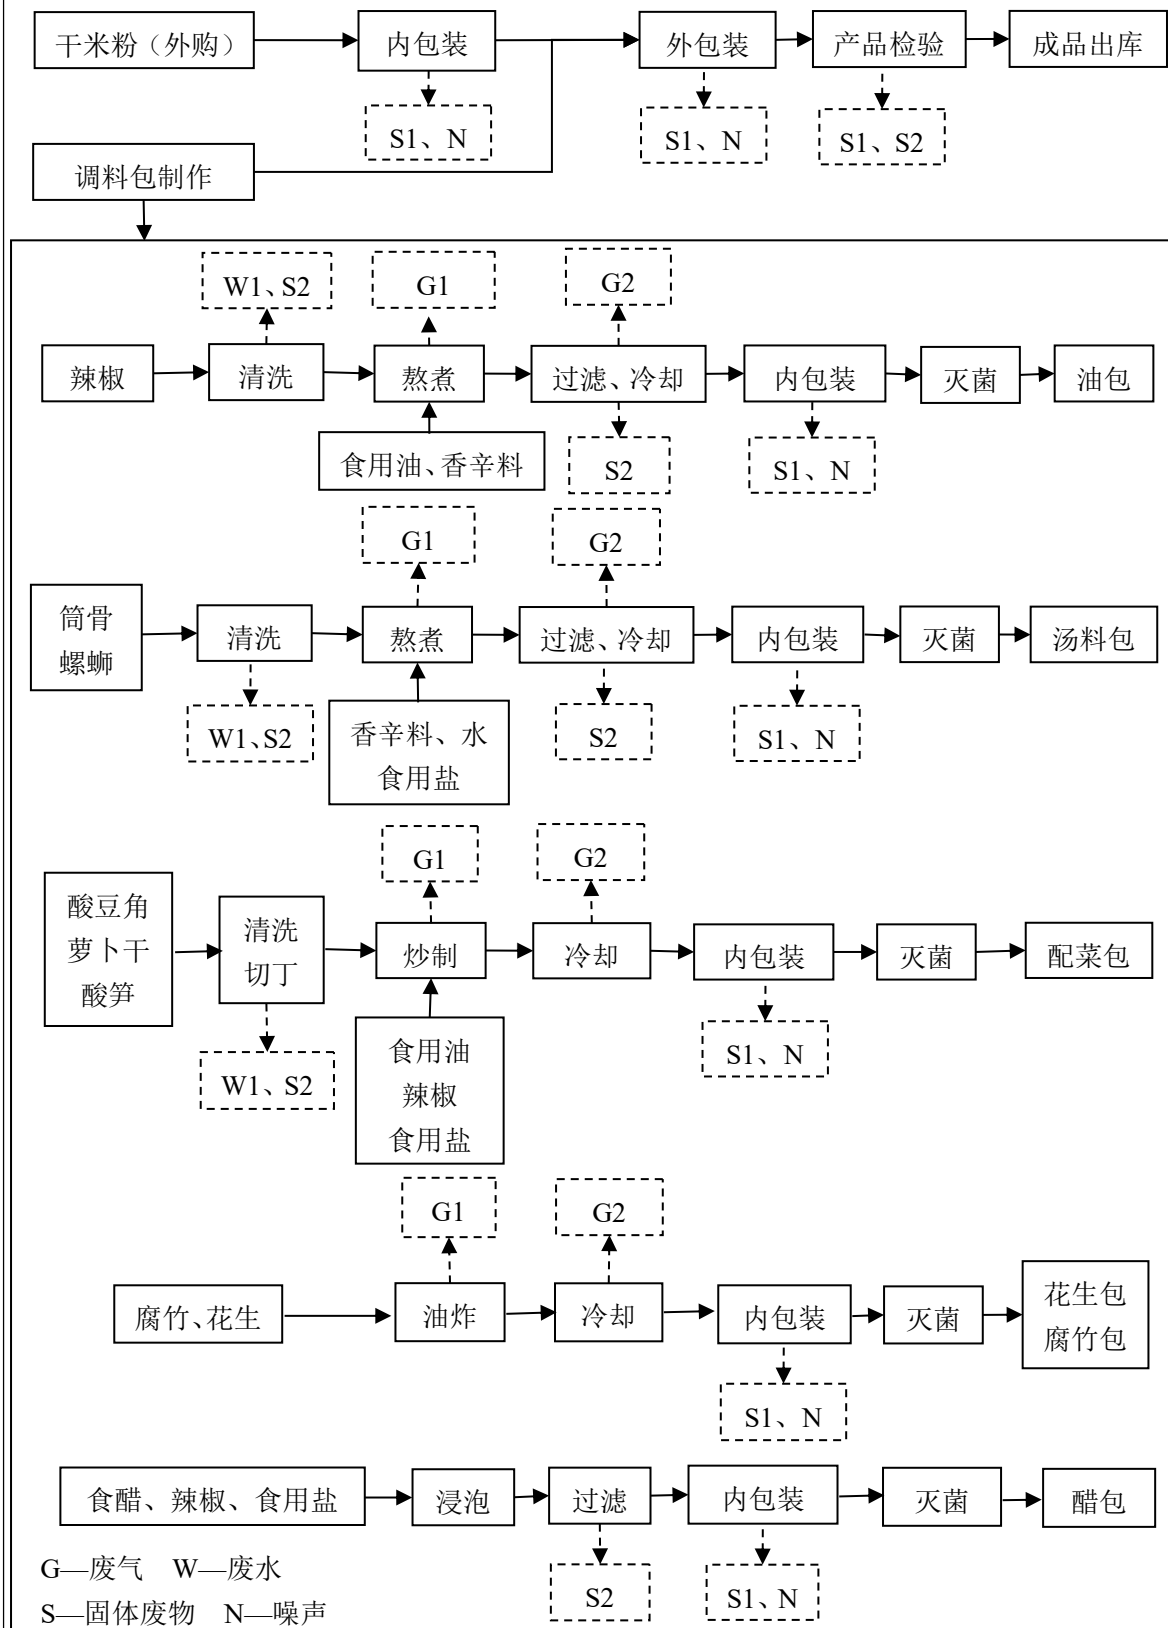 干米粉（外购）
内包装
外包装
产品检验
成品出库
S1、N
S1、N
S1、S2
调料包制作
W1、S2
G1
G2
辣椒
清洗
熬煮
过滤、冷却
内包装
灭菌
油包
食用油、香辛料
S2
S1、N
G1
G2
筒骨
螺蛳
清洗
熬煮
过滤、冷却
内包装
灭菌
汤料包
W1、S2
香辛料、水
食用盐
S2
S1、N
G1
G2
酸豆角
萝卜干
酸笋
清洗
切丁
炒制
冷却
内包装
灭菌
配菜包
W1、S2
食用油
辣椒
食用盐
S1、N
G1
G2
腐竹、花生
油炸
冷却
内包装
灭菌
花生包
腐竹包
S1、N
食醋、辣椒、食用盐
浸泡
过滤
内包装
灭菌
醋包
S2
S1、N
G—废气 W—废水
S—固体废物 N—噪声